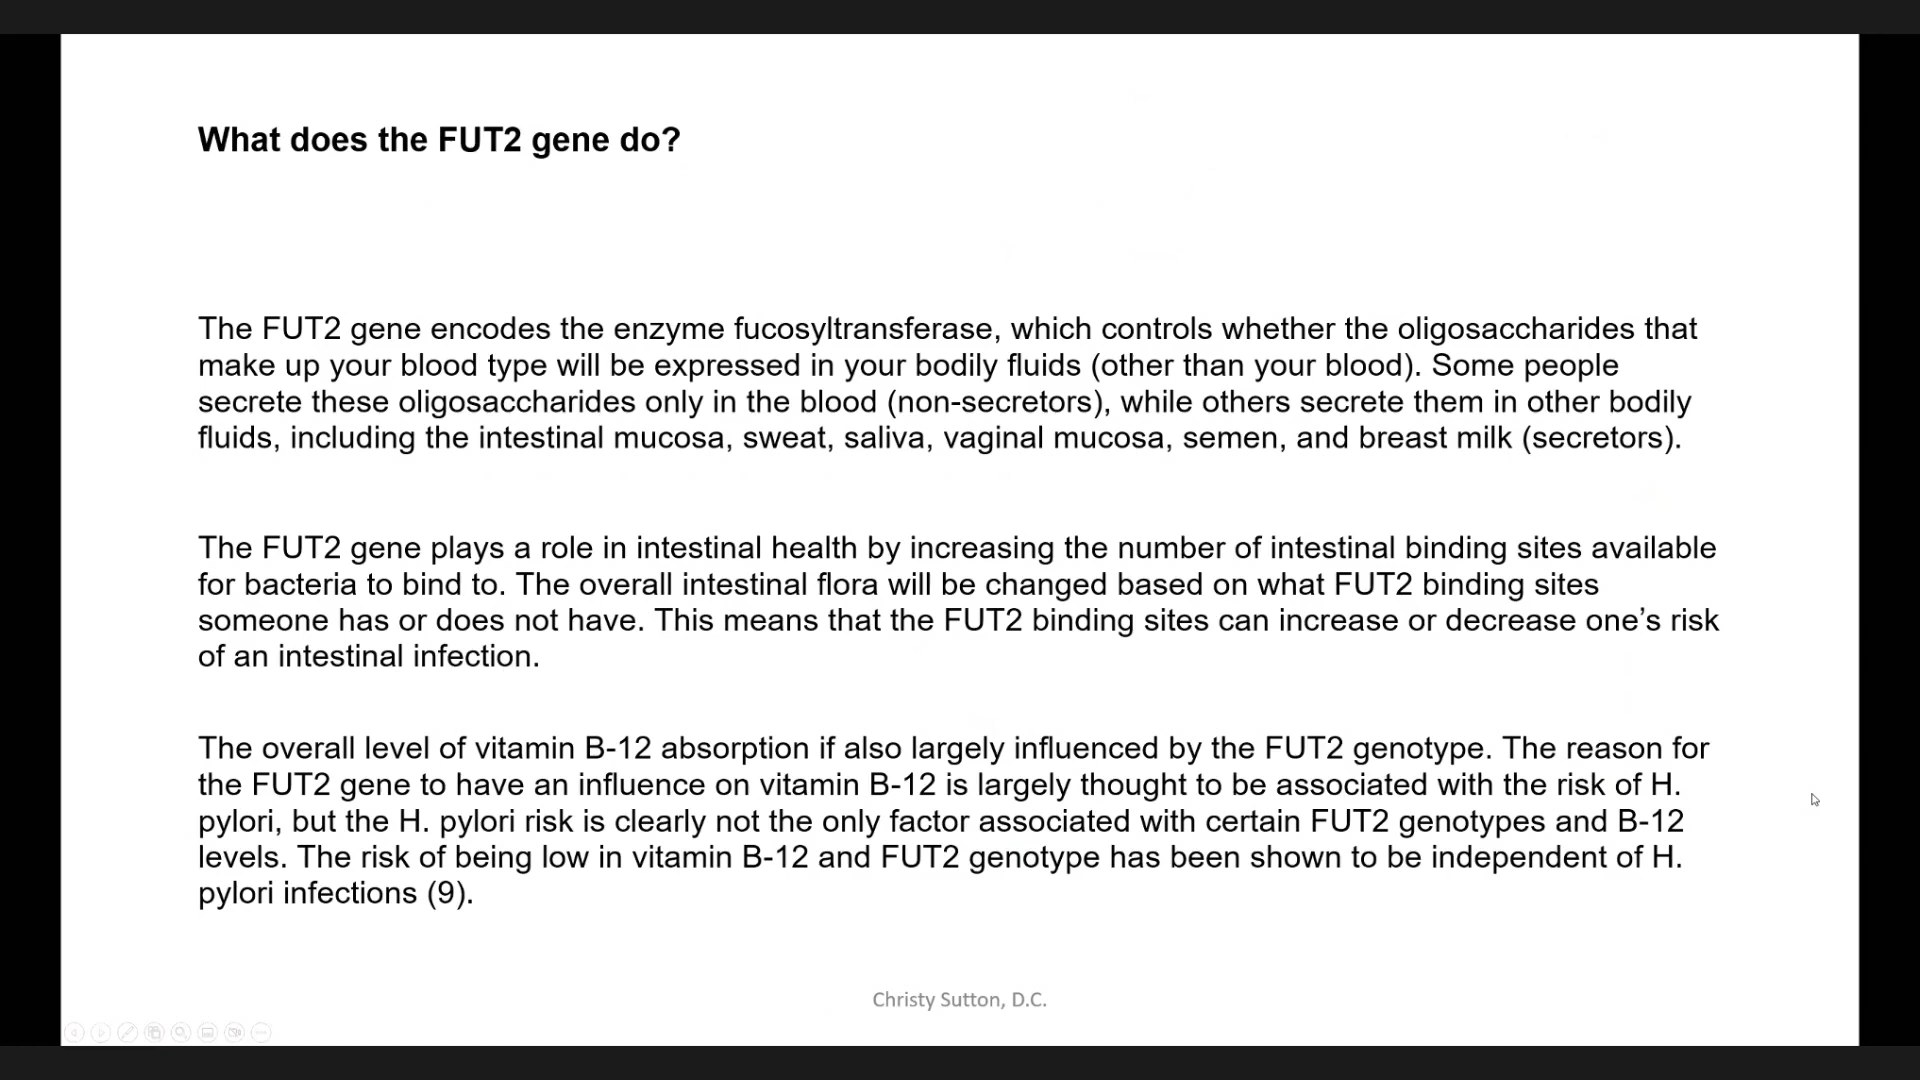 What does the FUT2 gene do?
The FUT2 gene encodes the enzyme fucosyltransferase, which controls whether the oligosaccharides that
make up your blood type will be expressed in your bodily fluids (other than your blood). Some people
secrete these oligosaccharides only in the blood (non-secretors), while others secrete them in other bodily
fluids, including the intestinal mucosa, sweat, saliva, vaginal mucosa, semen, and breast milk (secretors).
The FUT2 gene plays a role in intestinal health by increasing the number of intestinal binding sites available
for bacteria to bind to. The overall intestinal flora will be changed based on what FUT2 binding sites
someone has or does not have. This means that the FUT2 binding sites can increase or decrease one’s risk
of an intestinal infection.
The overall level of vitamin B-12 absorption if also largely influenced by the FUT2 genotype. The reason for
the FUT2 gene to have an influence on vitamin B-12 is largely thought to be associated with the risk of H.
pylori, but the H. pylori risk is clearly not the only factor associated with certain FUT2 genotypes and B-12
levels. The risk of being low in vitamin B-12 and FUT2 genotype has been shown to be independent of H.
pylori infections (9).
Christy Sutton, D.C.